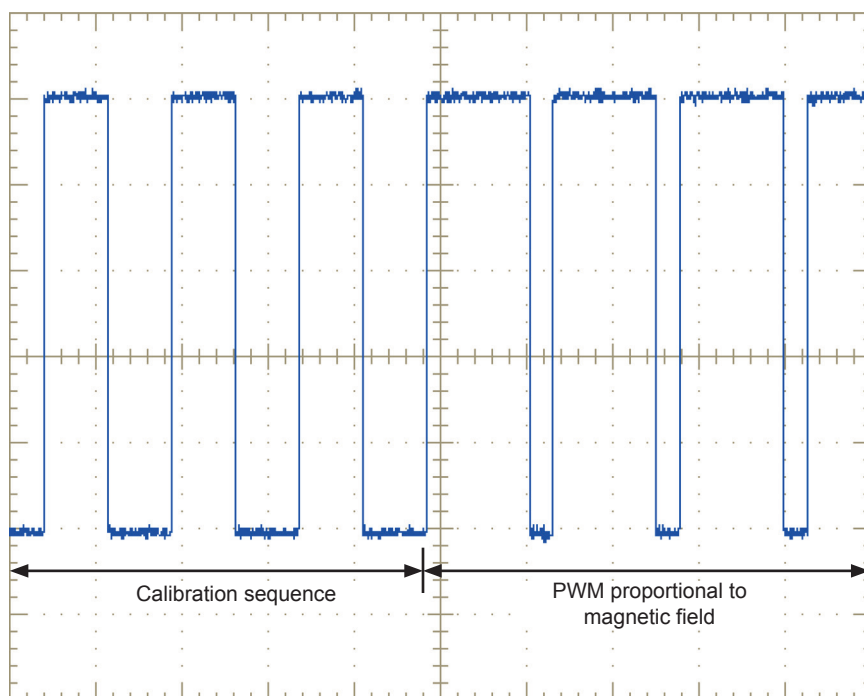 Calibration sequence
PWM proportional to
magnetic field